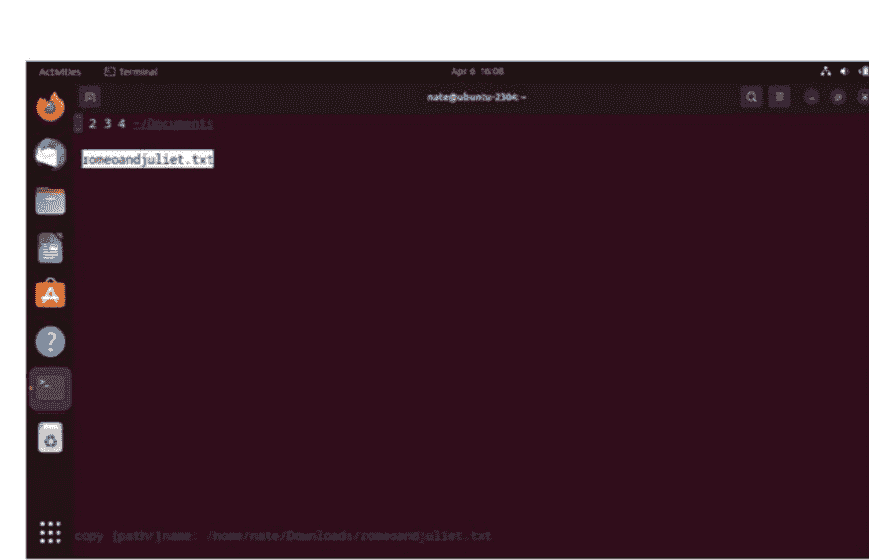 Activities Terminal Apr 6 16:08
nate@ubuntu-2304: ~
1 2 3 4 ~/Documents
romeoandjuliet.txt
copy [path/]name: /home/nate/Downloads/romeoandjuliet.txt